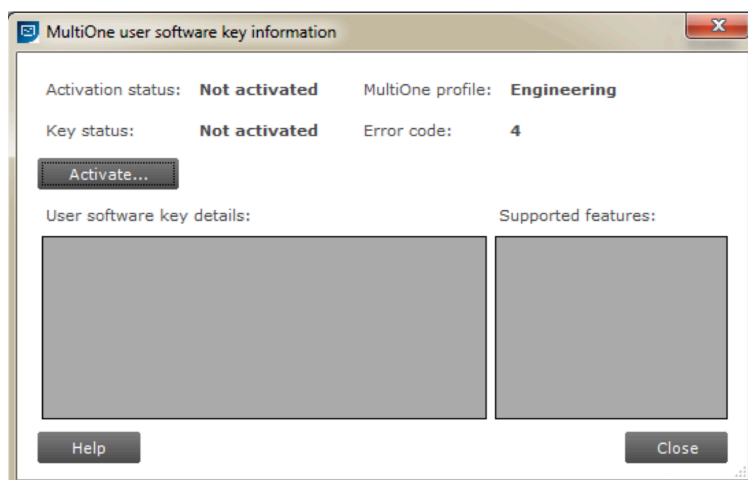 MultiOne user software key information
X
Activation status: Not activated MultiOne profile: Engineering
Key status: Not activated Error code: 4
Activate...
User software key details: Supported features:
Help Close